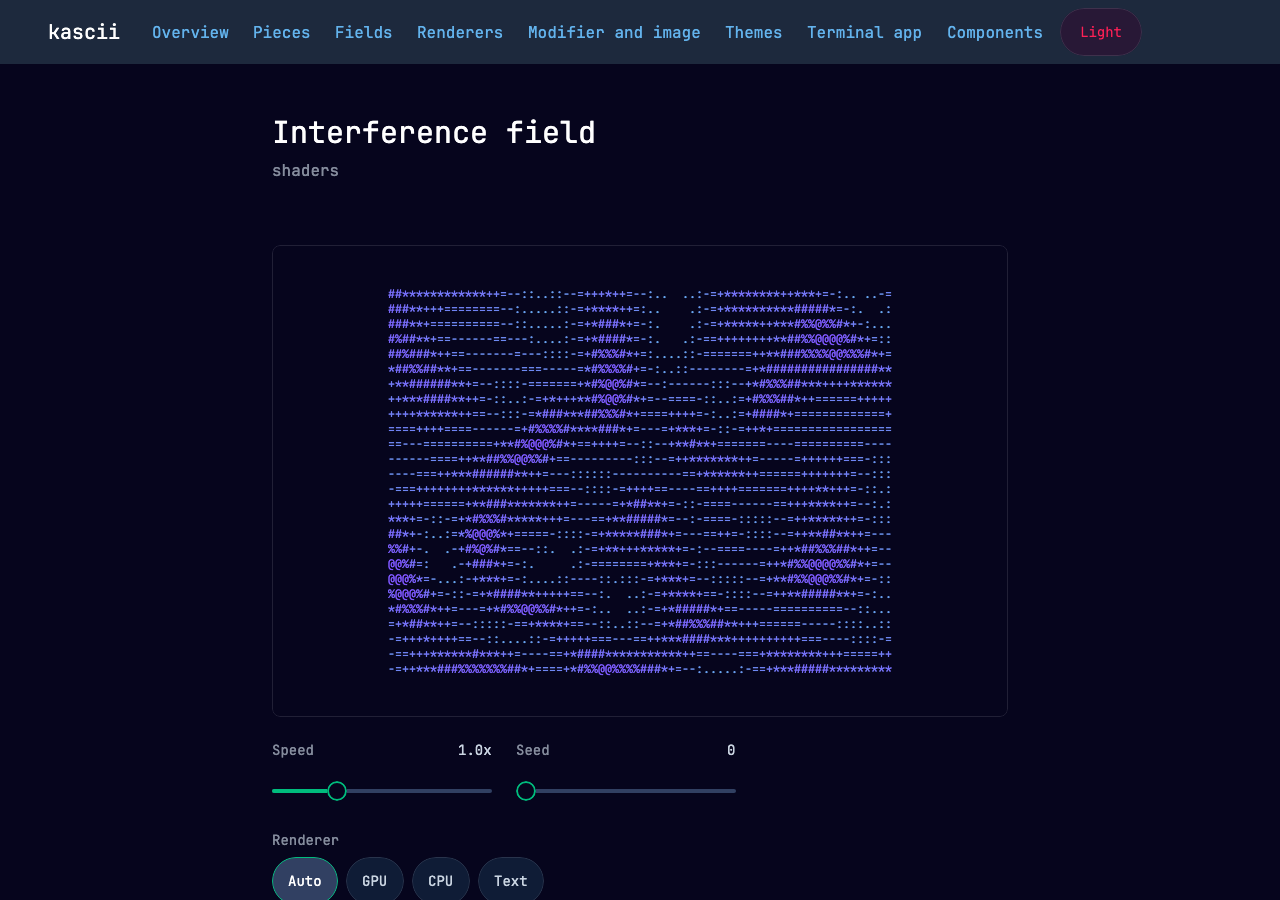 kascii
Overview
Pieces
Fields
Renderers
Modifier and image
Themes
Terminal app
Components
Light
Interference field
shaders
Speed
1.0x
Seed
0
Renderer
Auto
GPU
CPU
Text